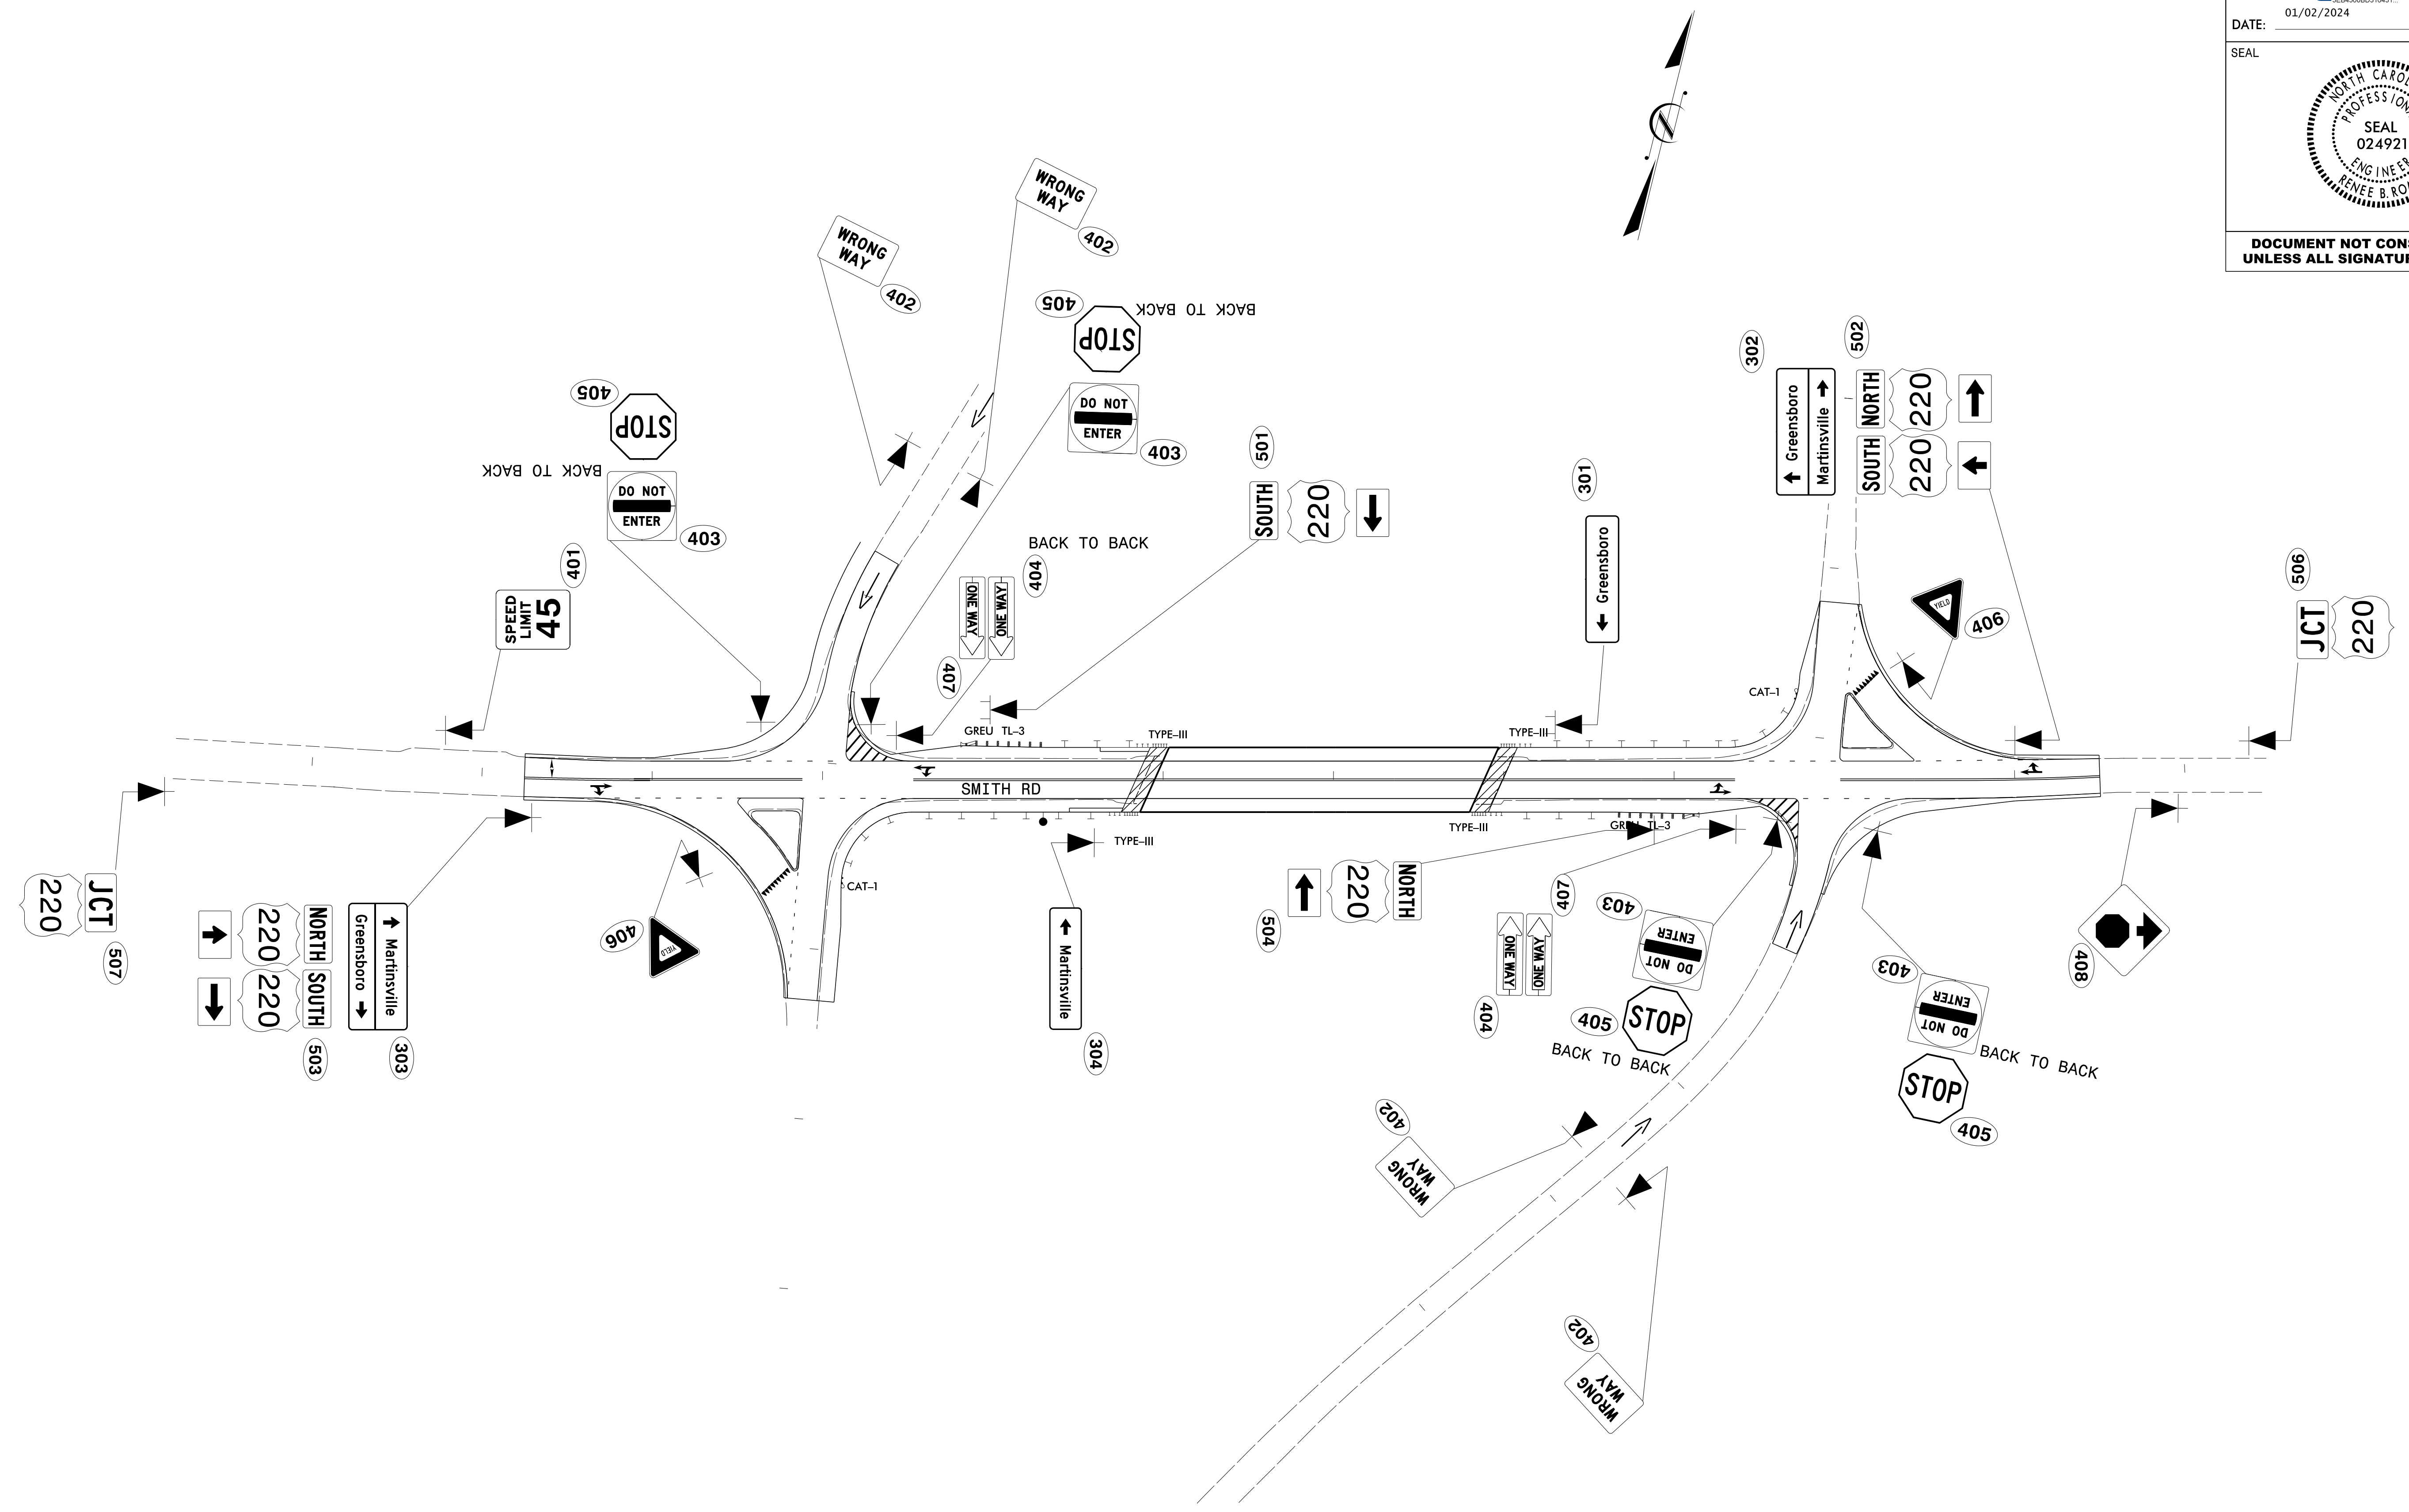 01/02/2024
DATE:
SEAL
NORTH
PROFESSIONAL
SEAL
024921
ENGINEER
RENEE B.
DOCUMENT NOT
UNLESS ALL
WRONG
WAY
402
WRONG
WAY
402
405
STOP
BACK TO BACK
DO NOT
ENTER
403
405
STOP
BACK TO BACK
DO NOT
ENTER
403
401
SPEED
LIMIT
45
BACK TO BACK
404
ONE WAY
ONE WAY
407
501
SOUTH
220
301
Greensboro
302
Greensboro
Martinsville
502
NORTH
220
SOUTH
220
YIELD
406
506
JCT
220
CAT-1
GREU TL-3
TYPE-III
TYPE-III
SMITH RD
TYPE-III
TYPE-III
GREU TL-3
CAT-1
JCT
220
507
NORTH
220
SOUTH
220
503
Martinsville
Greensboro
303
406
YIELD
Martinsville
304
NORTH
220
504
407
ONE WAY
ONE WAY
404
403
DO NOT
ENTER
405
STOP
BACK TO BACK
403
DO NOT
ENTER
BACK TO BACK
STOP
405
408
402
WRONG
WAY
402
WRONG
WAY